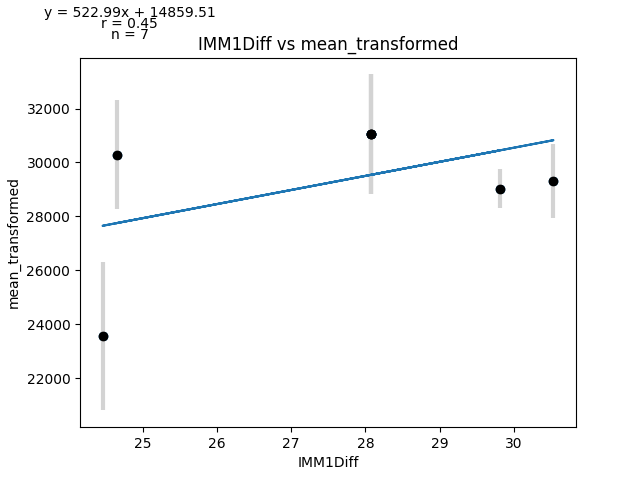 y = 522.99x + 14859.51
r = 0.45
n = 7
IMM1Diff vs mean_transformed
mean_transformed
32000
30000
28000
26000
24000
22000
25
26
27
28
29
30
IMM1Diff